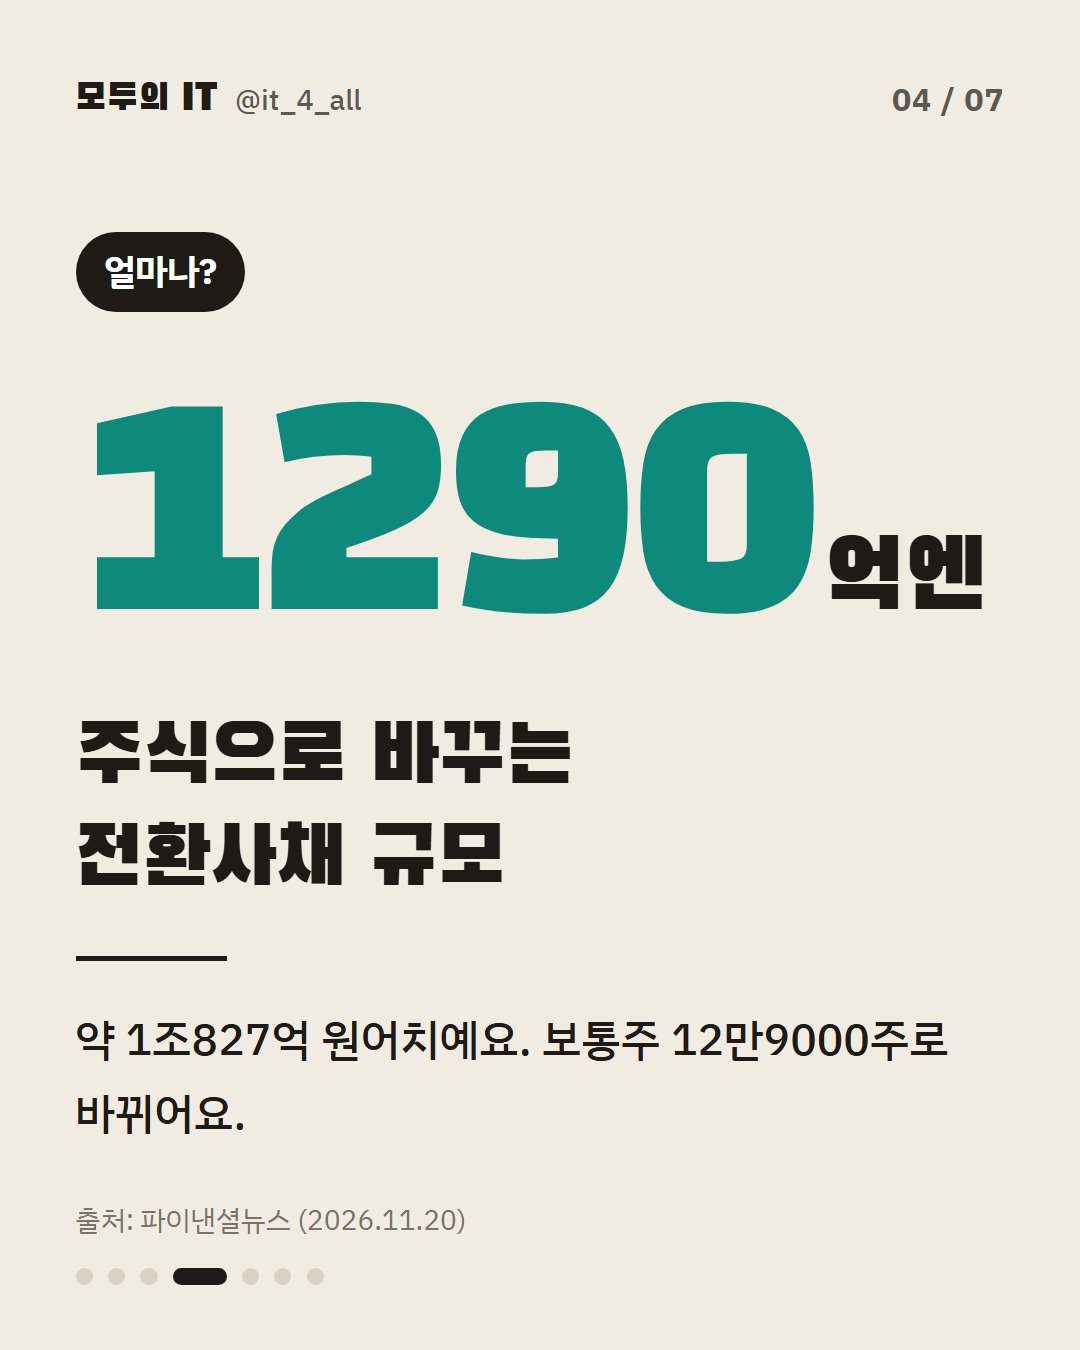 모두의 IT @it_4_all
04 / 07
얼마나?
1290억엔
주식으로 바꾸는
전환사채 규모
약 1조827억 원어치예요. 보통주 12만9000주로
바뀌어요.
출처: 파이낸셜뉴스 (2026.11.20)